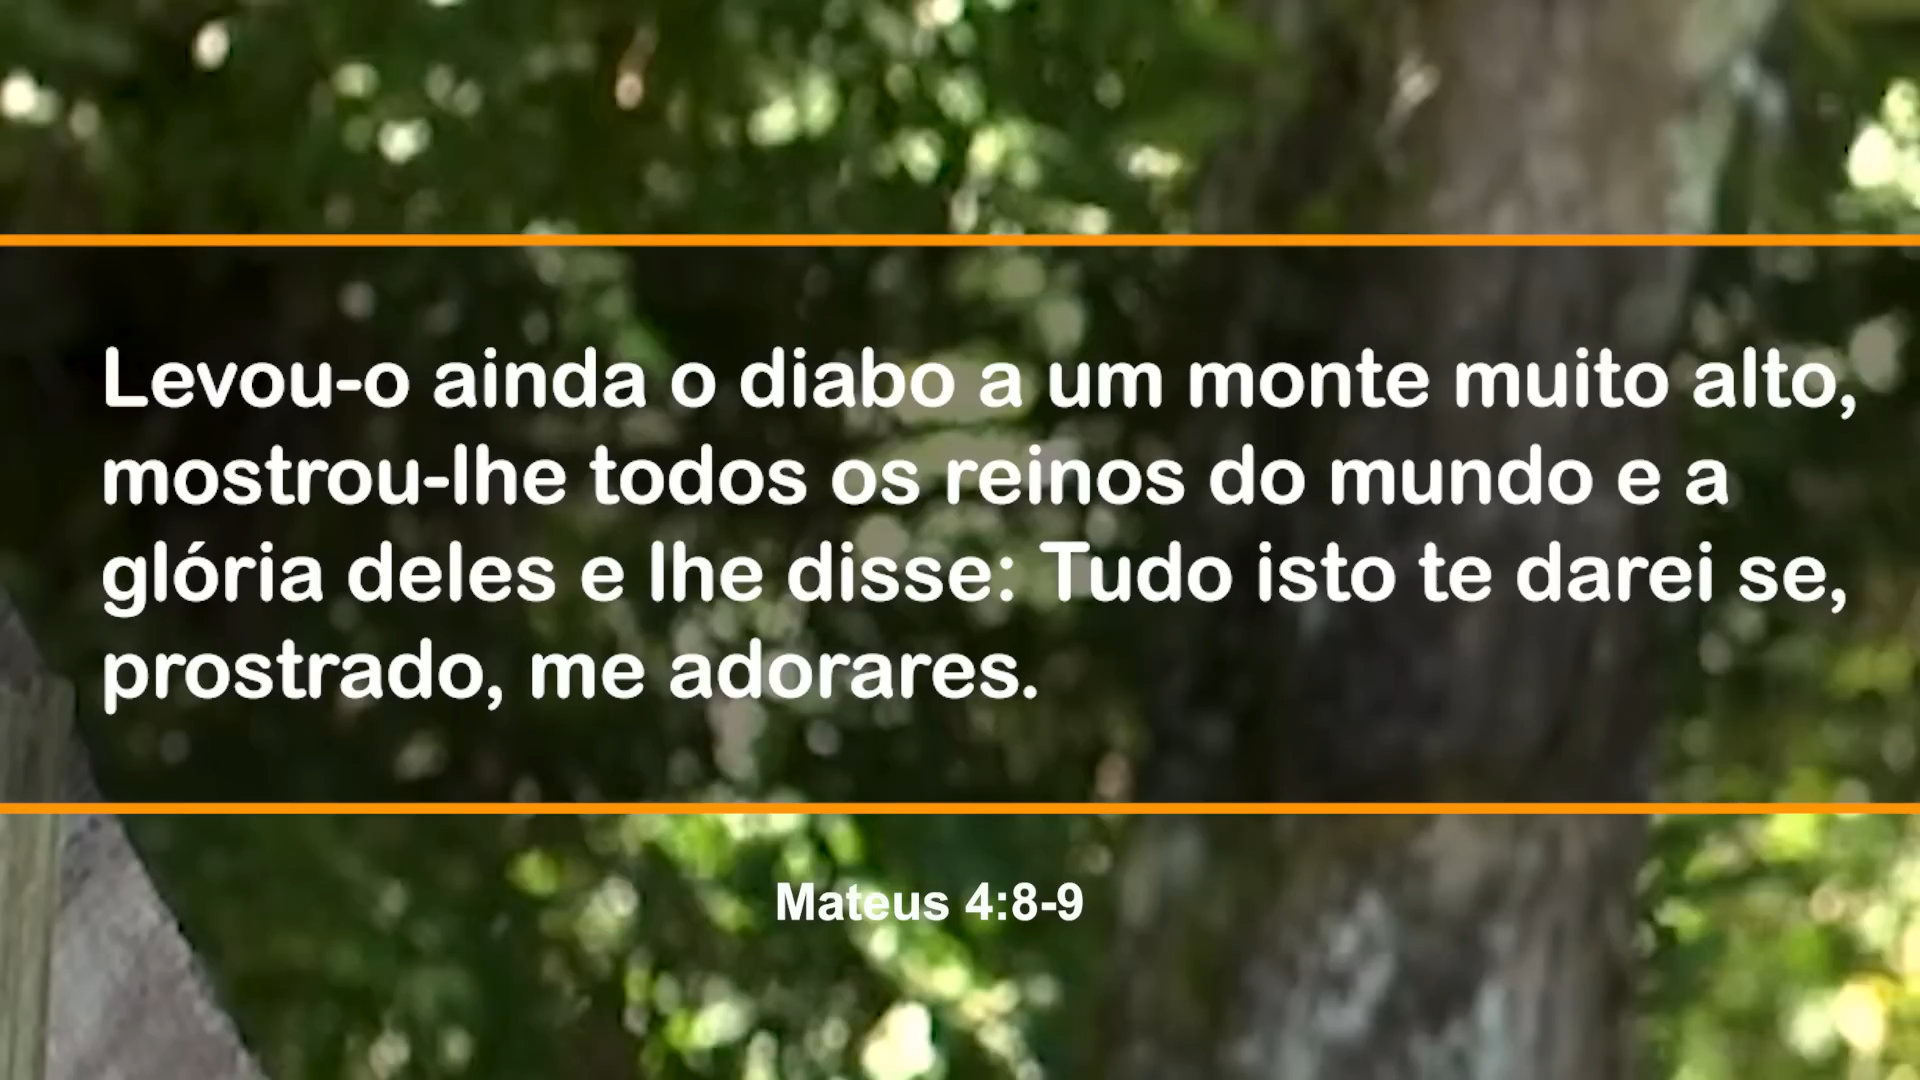 Levou-o ainda o diabo a um monte muito alto,
mostrou-lhe todos os reinos do mundo e a
glória deles e lhe disse: Tudo isto te darei se,
prostrado, me adorares.
Mateus 4:8-9